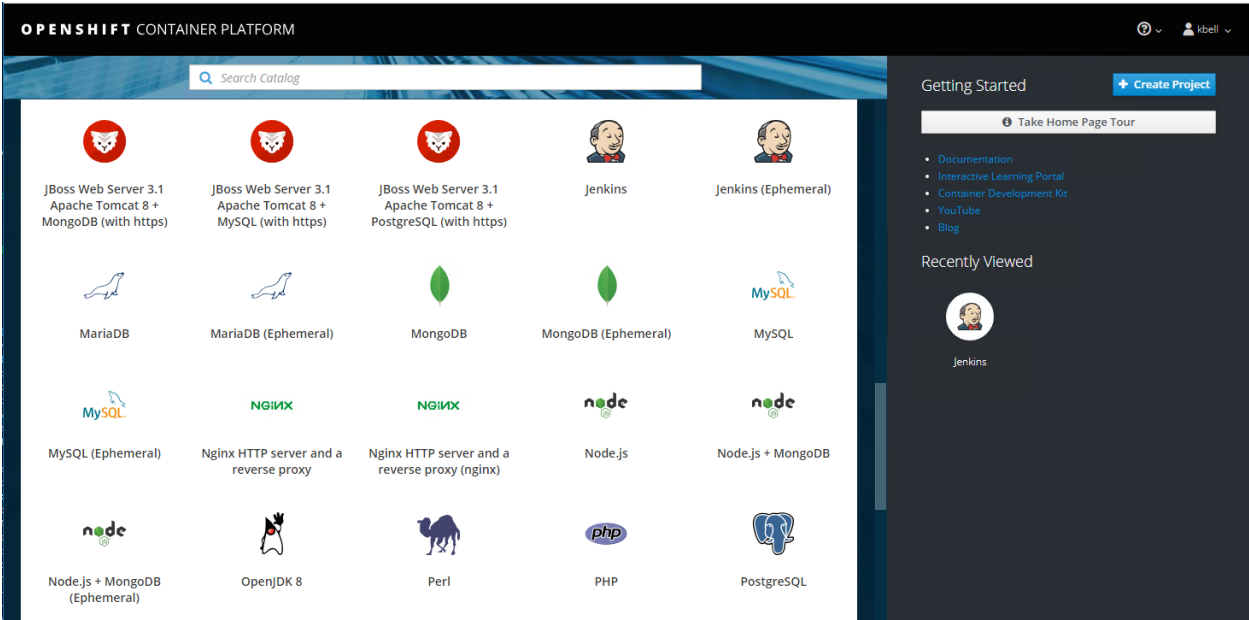 OPENSHIFT CONTAINER PLATFORM
kbell
Search Catalog
JBoss Web Server 3.1
Apache Tomcat 8 +
MongoDB (with https)
JBoss Web Server 3.1
Apache Tomcat 8 +
MySQL (with https)
JBoss Web Server 3.1
Apache Tomcat 8 +
PostgreSQL (with https)
Jenkins
Jenkins (Ephemeral)
MariaDB
MariaDB (Ephemeral)
MongoDB
MongoDB (Ephemeral)
MySQL
MySQL
MySQL
MySQL (Ephemeral)
NGINX
Nginx HTTP server and a
reverse proxy
NGINX
Nginx HTTP server and a
reverse proxy (nginx)
node
JS
Node.js
node
JS
Node.js + MongoDB
node
JS
Node.js + MongoDB
(Ephemeral)
OpenJDK 8
Perl
php
PHP
PostgreSQL
Getting Started
+ Create Project
Take Home Page Tour
Documentation
Interactive Learning Portal
Container Development Kit
YouTube
Blog
Recently Viewed
Jenkins